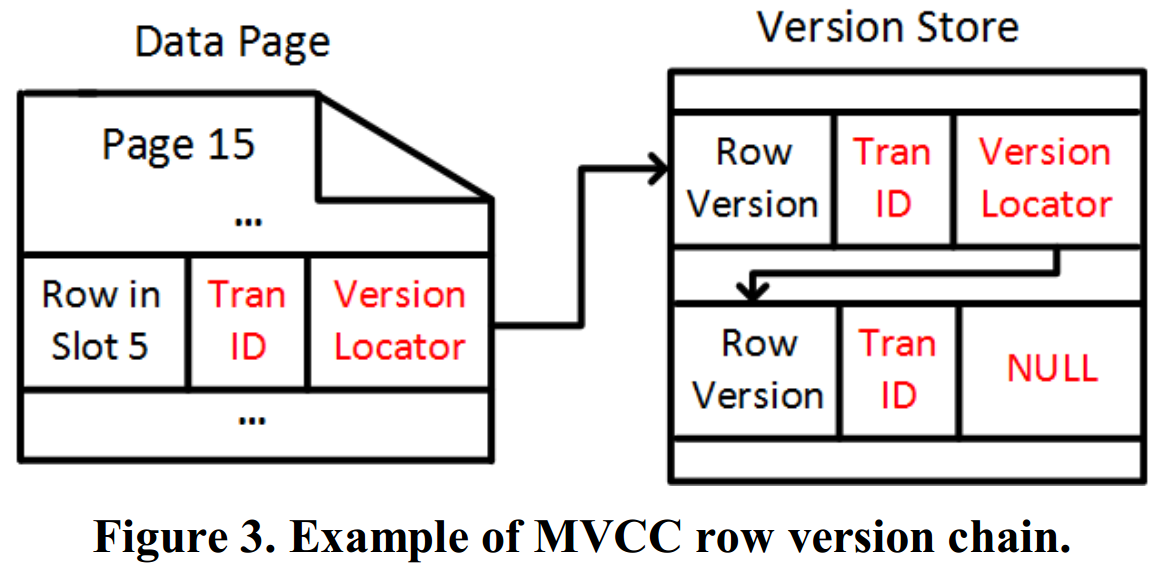 Data Page
Version Store
Page 15
...
Row in Slot 5
Tran ID
Version Locator
...
Row Version
Tran ID
Version Locator
Row Version
Tran ID
NULL
Figure 3. Example of MVCC row version chain.